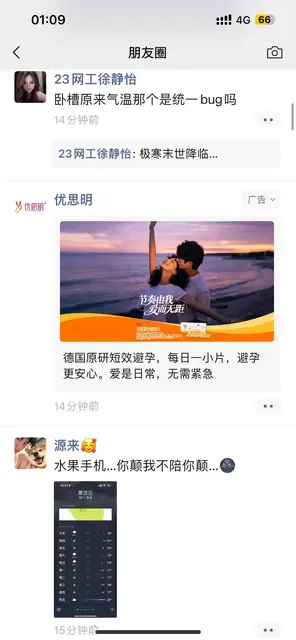 01:09
4G 66
朋友圈
23网工徐静怡
卧槽原来气温那个是统一bug吗
14分钟前
23网工徐静怡: 极寒末世降临...
优思明
优思明
广告
节奏由我
爱而无距
德国原研短效避孕，每日一小片，避孕
更安心。爱是日常，无需紧急
14分钟前
源来🥰
水果手机...你颠我不陪你颠...🌚
15分钟前